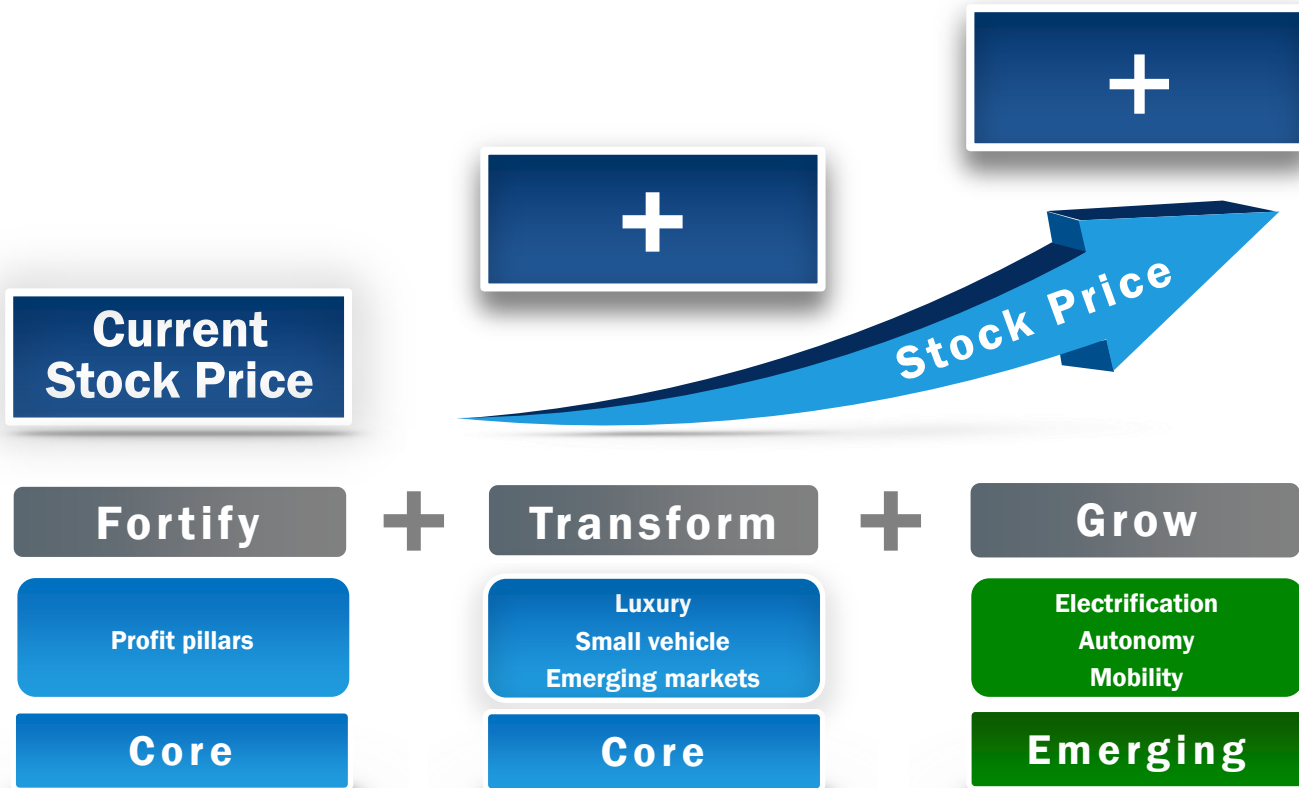 +
+
Current
Stock Price
Stock Price
Fortify + Transform + Grow
Profit pillars
Luxury
Small vehicle
Emerging markets
Electrification
Autonomy
Mobility
Core
Core
Emerging